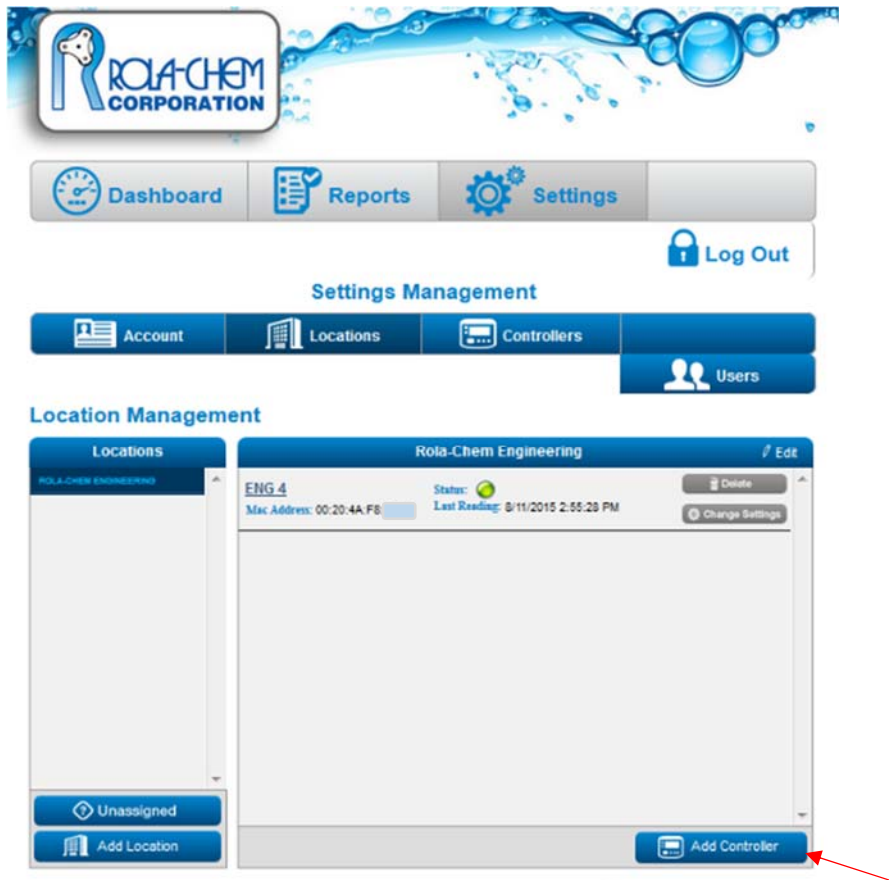 ROLA-CHEM
CORPORATION
Dashboard
Reports
Settings
Log Out
Settings Management
Account
Locations
Controllers
Users
Location Management
Locations
Rola-Chem Engineering
Edit
ROLA-CHEM ENGINEERING
ENG 4
Status:
Delete
Mac Address: 00:20:4A:F8:
Last Reading: 8/11/2015 2:55:28 PM
Change Settings
Unassigned
Add Location
Add Controller